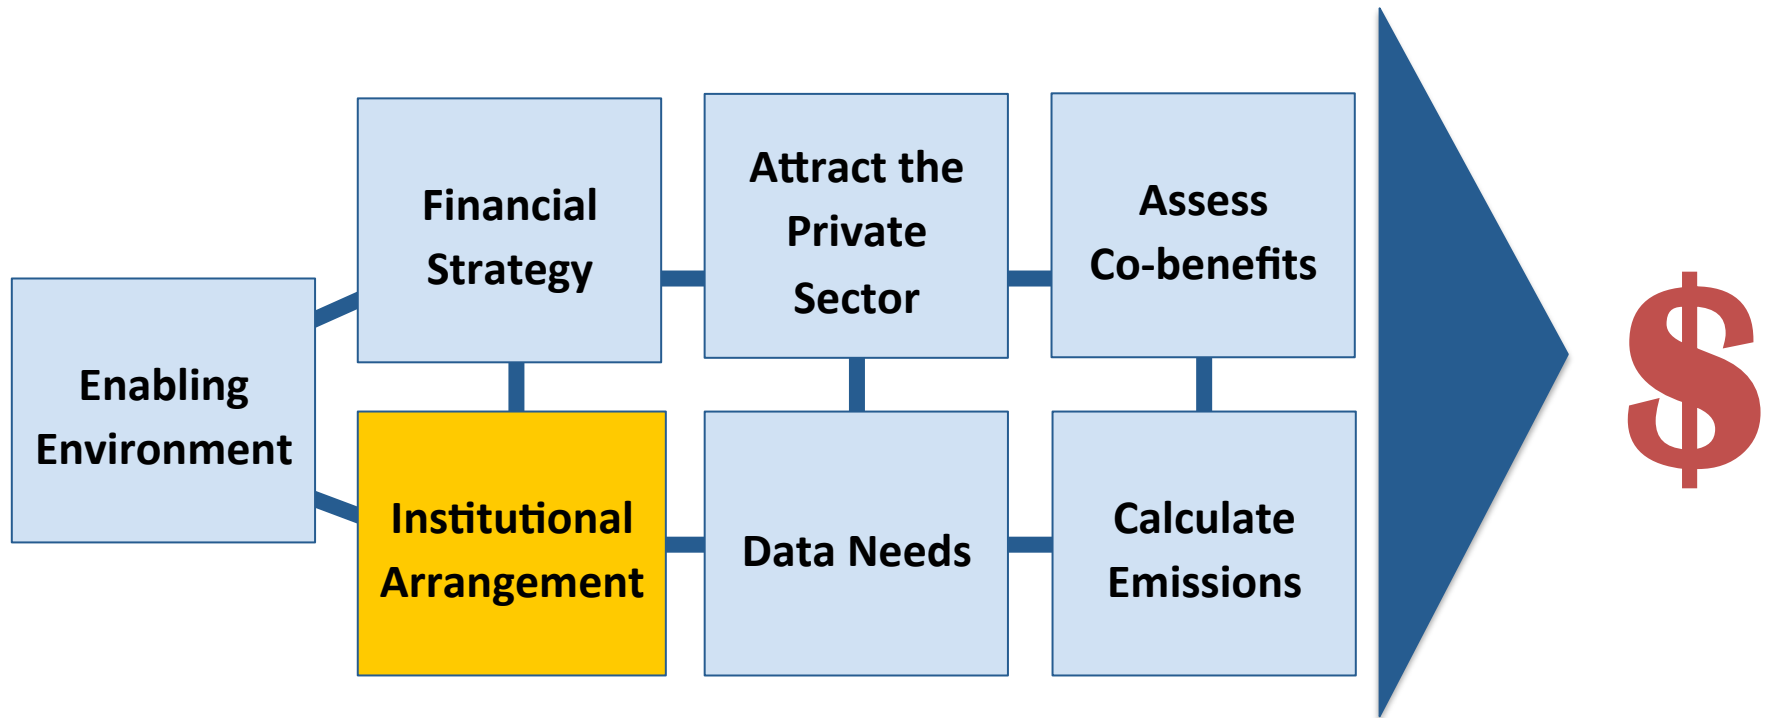 Enabling
Environment
Financial
Strategy
Institutional
Arrangement
Attract the
Private
Sector
Data Needs
Assess
Co-benefits
Calculate
Emissions
$